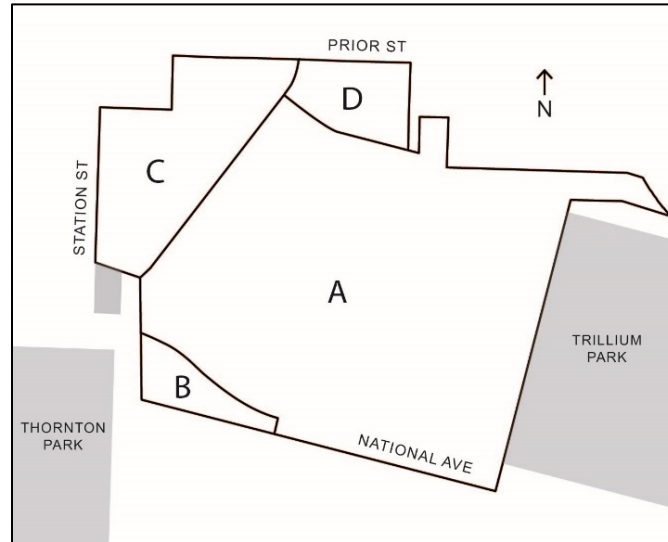 PRIOR ST
N
D
C
STATION ST
A
TRILLIUM
PARK
B
THORNTON
PARK
NATIONAL AVE